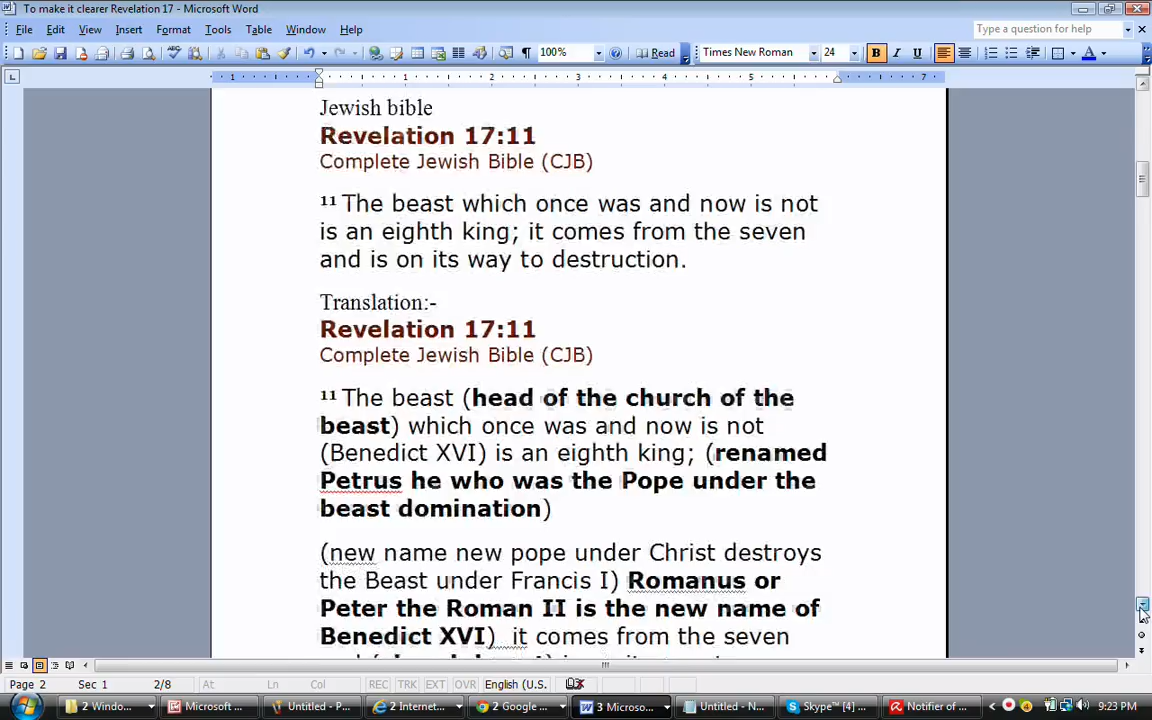 To make it clearer Revelation 17 - Microsoft Word
File Edit View Insert Format Tools Table Window Help
Type a question for help
100% Read Times New Roman 24 B I U
1 1 2 3 4 5 7
Jewish bible
Revelation 17:11
Complete Jewish Bible (CJB)
11 The beast which once was and now is not
is an eighth king; it comes from the seven
and is on its way to destruction.
Translation:-
Revelation 17:11
Complete Jewish Bible (CJB)
11 The beast (head of the church of the
beast) which once was and now is not
(Benedict XVI) is an eighth king; (renamed
Petrus he who was the Pope under the
beast domination)
(new name new pope under Christ destroys
the Beast under Francis I) Romanus or
Peter the Roman II is the new name of
Benedict XVI) it comes from the seven
Page 2 Sec 1 2/8 At Ln Col REC TRK EXT OVR English (U.S.
2 Windo... Microsoft ... Untitled - P... 2 Internet... 2 Google ... 3 Microso... Untitled - N... Skype™ [4] ... Notifier of ... 9:23 PM